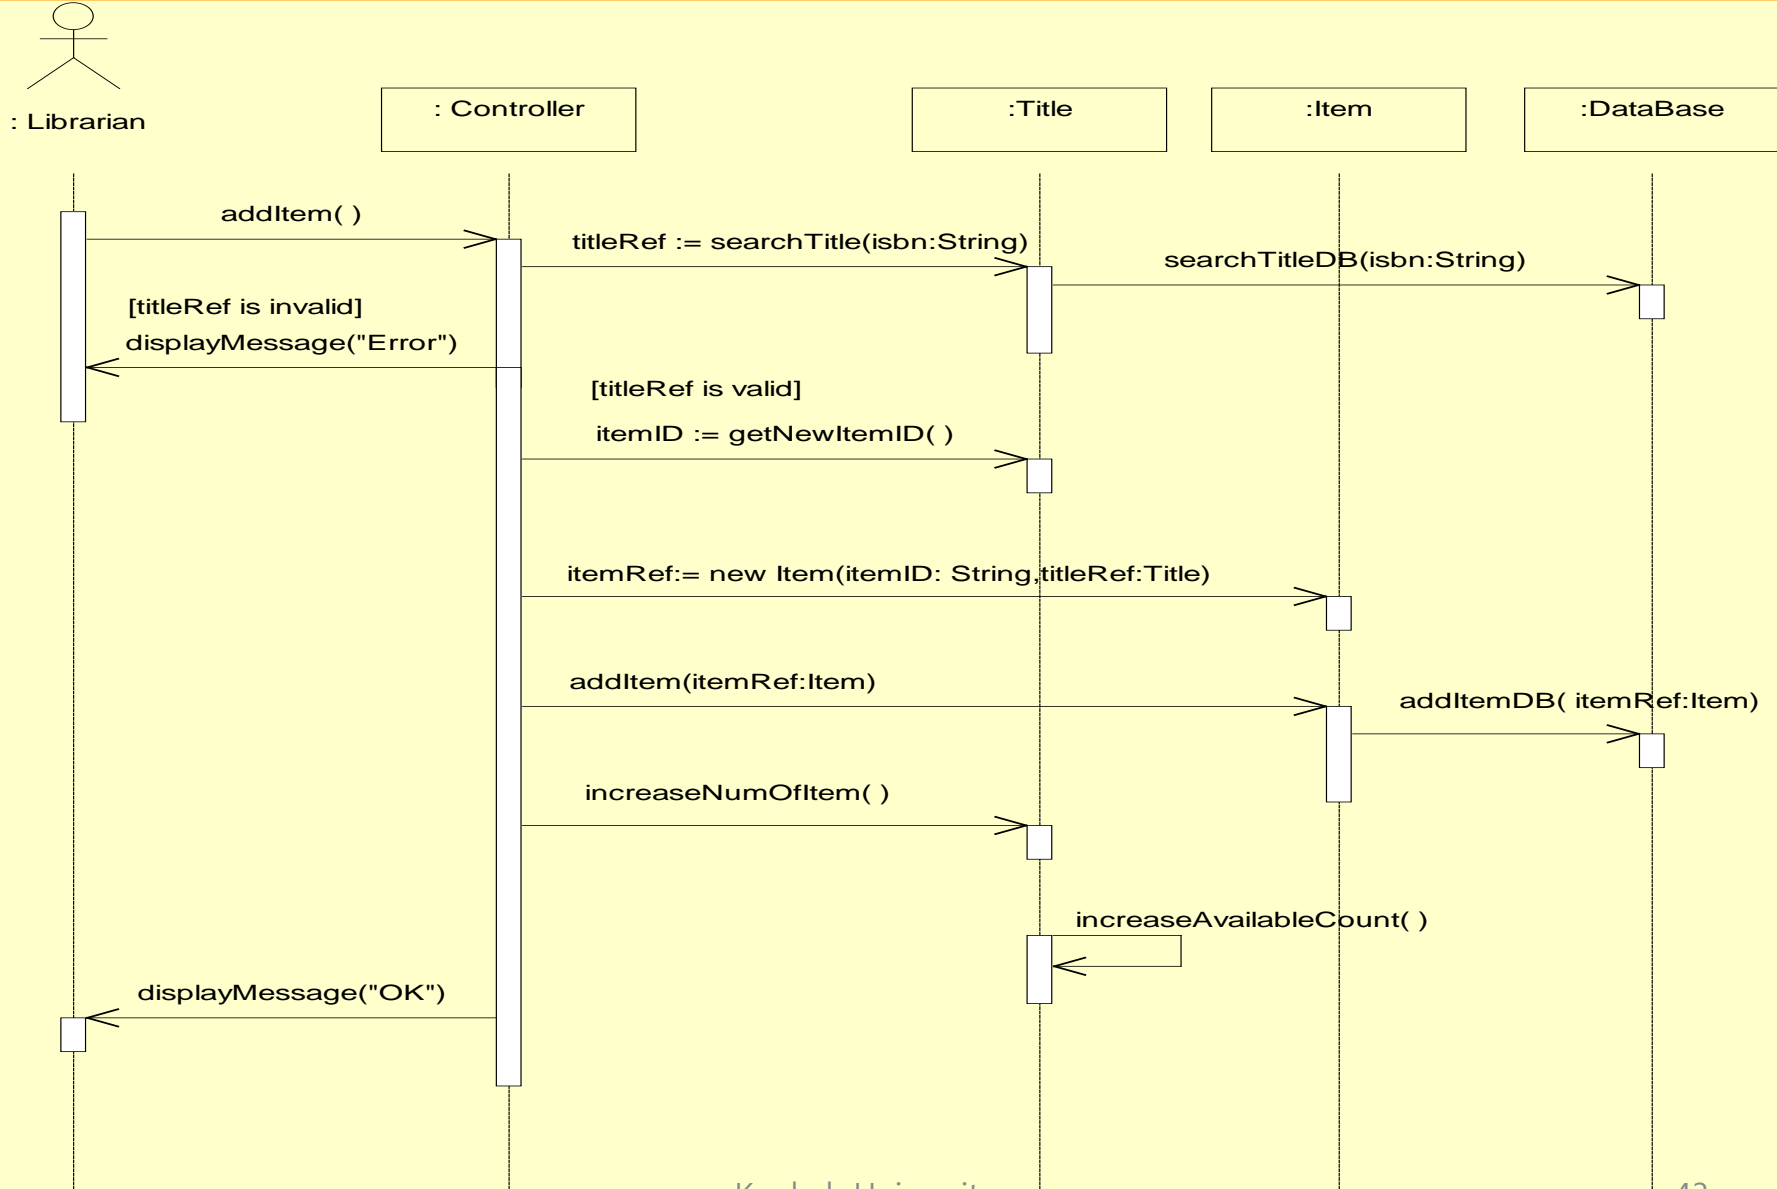 : Librarian
: Controller
:Title
:Item
:DataBase
addItem( )
titleRef := searchTitle(isbn:String)
searchTitleDB(isbn:String)
[titleRef is invalid]
displayMessage("Error")
[titleRef is valid]
itemID := getNewItemID( )
itemRef:= new Item(itemID: String,titleRef:Title)
addItem(itemRef:Item)
addItemDB( itemRef:Item)
increaseNumOfItem( )
increaseAvailableCount( )
displayMessage("OK")